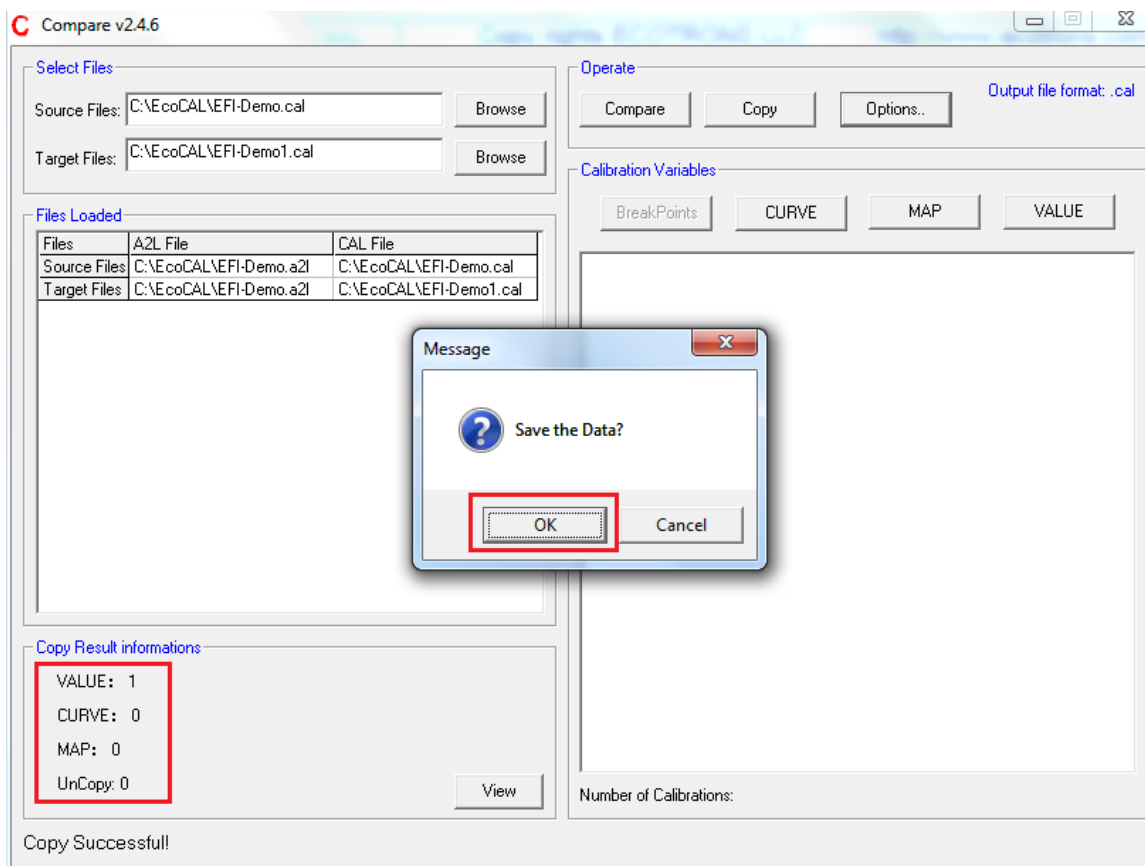 Compare v2.4.6
Select Files
Source Files: C:\EcoCAL\EFI-Demo.cal Browse
Target Files: C:\EcoCAL\EFI-Demo1.cal Browse
Operate
Compare Copy Options..
Output file format: .cal
Files Loaded
Files A2L File CAL File
Source Files C:\EcoCAL\EFI-Demo.a2l C:\EcoCAL\EFI-Demo.cal
Target Files C:\EcoCAL\EFI-Demo.a2l C:\EcoCAL\EFI-Demo1.cal
Calibration Variables
BreakPoints CURVE MAP VALUE
Message
Save the Data?
OK Cancel
Copy Result informations
VALUE: 1
CURVE: 0
MAP: 0
UnCopy: 0
View
Number of Calibrations:
Copy Successful!